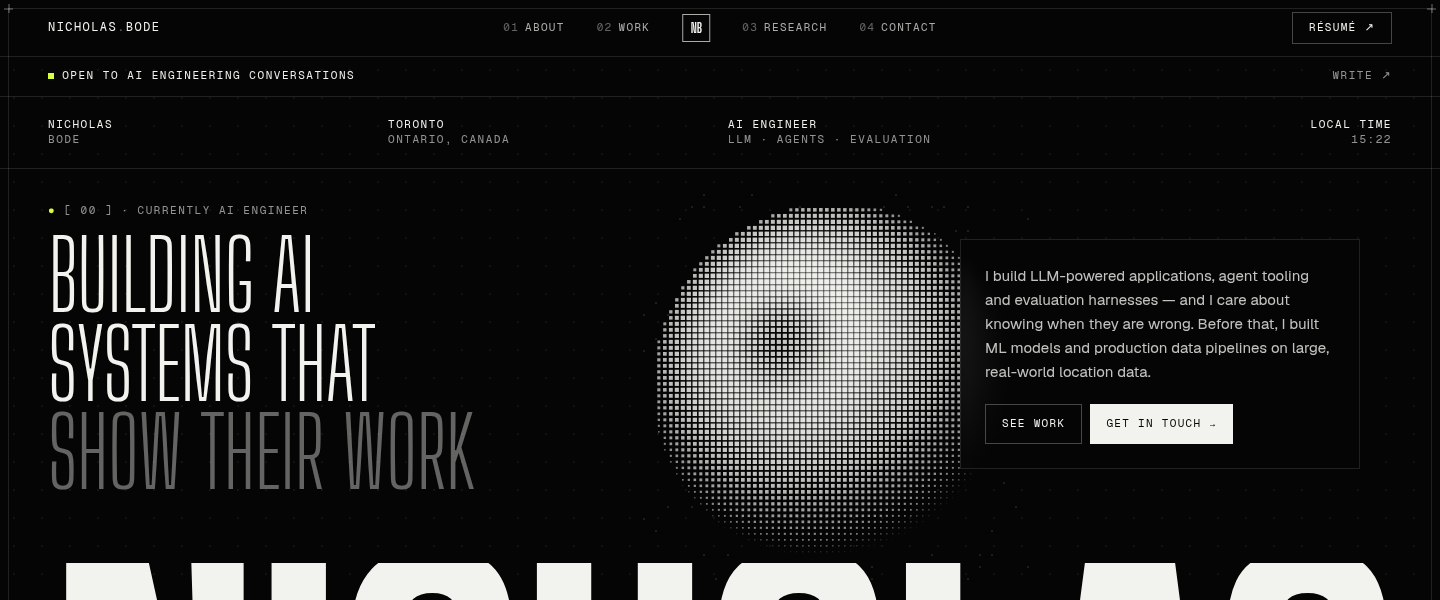 NICHOLAS.BODE
01 ABOUT
02 WORK
NB
03 RESEARCH
04 CONTACT
RÉSUMÉ ↗
OPEN TO AI ENGINEERING CONVERSATIONS
WRITE ↗
NICHOLAS
BODE
TORONTO
ONTARIO, CANADA
AI ENGINEER
LLM · AGENTS · EVALUATION
LOCAL TIME
15:22
[ 00 ] · CURRENTLY AI ENGINEER
BUILDING AI
SYSTEMS THAT
SHOW THEIR WORK
I build LLM-powered applications, agent tooling
and evaluation harnesses — and I care about
knowing when they are wrong. Before that, I built
ML models and production data pipelines on large,
real-world location data.
SEE WORK
GET IN TOUCH →
NICHOLAS